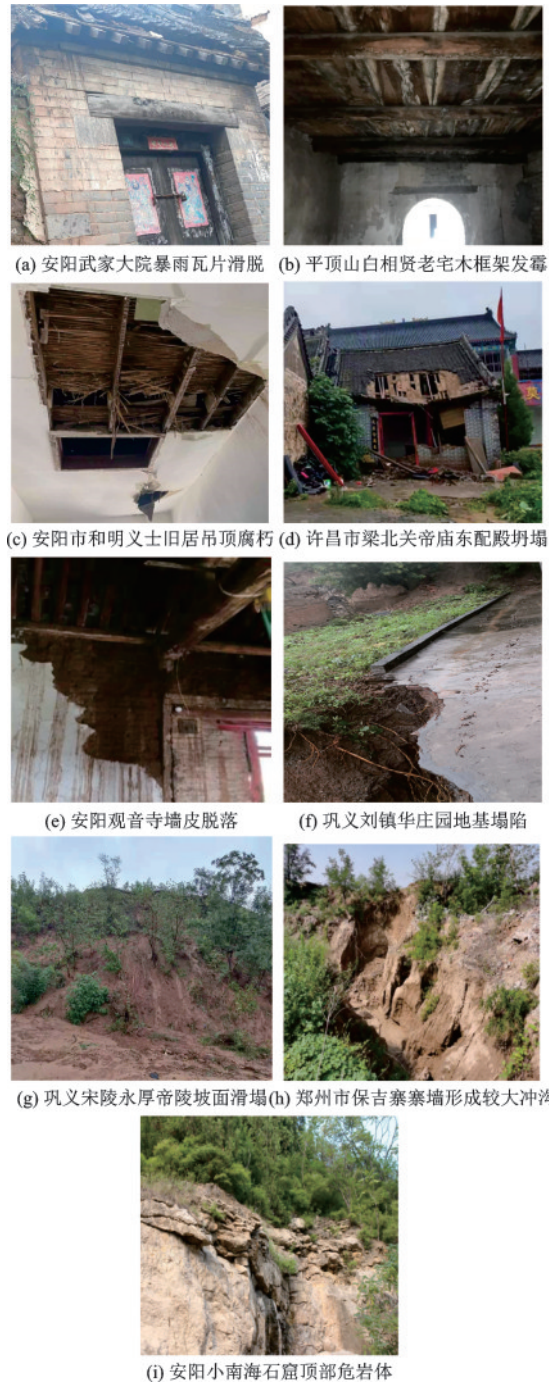 (a) 安阳武家大院暴雨瓦片滑脱
(b) 平顶山白相贤老宅木框架发霉
(c) 安阳市和明义士旧居吊顶腐朽
(d) 许昌市梁北关帝庙东配殿坍塌
(e) 安阳观音寺墙皮脱落
(f) 巩义刘镇华庄园地基塌陷
(g) 巩义宋陵永厚帝陵坡面滑塌
(h) 郑州市保吉寨寨墙形成较大冲沟
(i) 安阳小南海石窟顶部危岩体